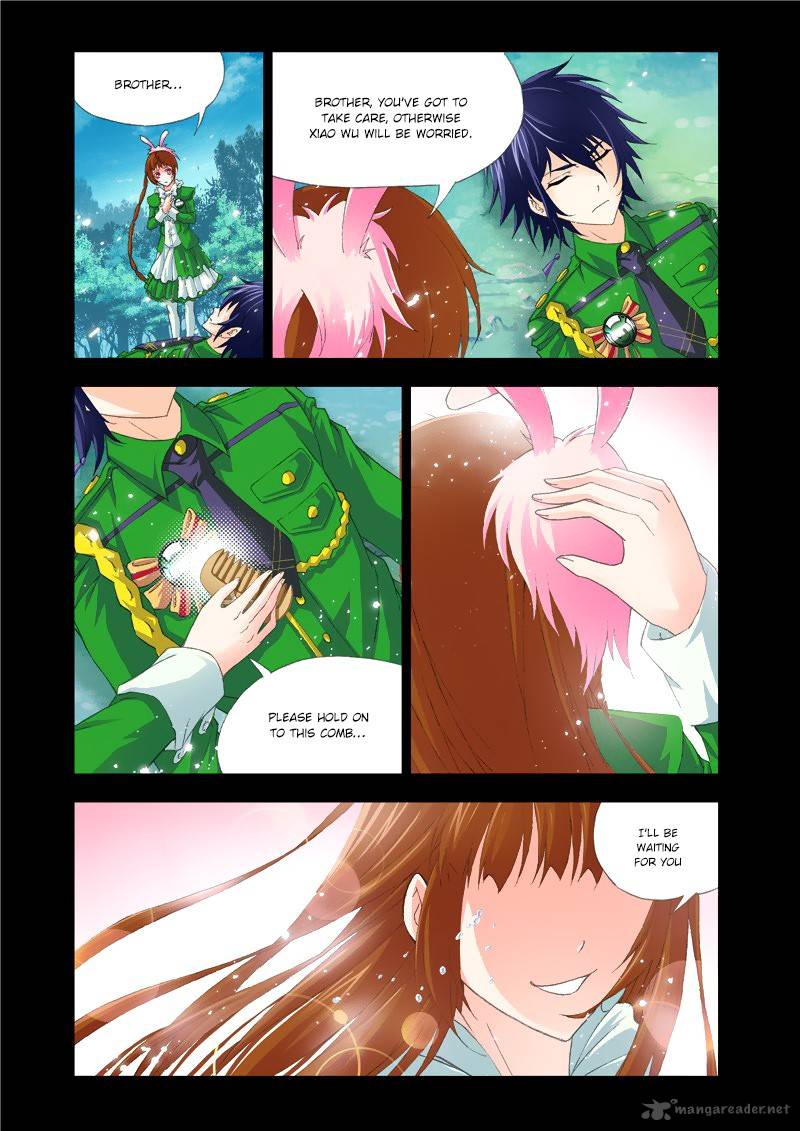 BROTHER...
BROTHER, YOU'VE GOT TO
TAKE CARE, OTHERWISE
XIAO WU WILL BE WORRIED.
PLEASE HOLD ON
TO THIS COMB...
I'LL BE
WAITING
FOR YOU
mangareader.net